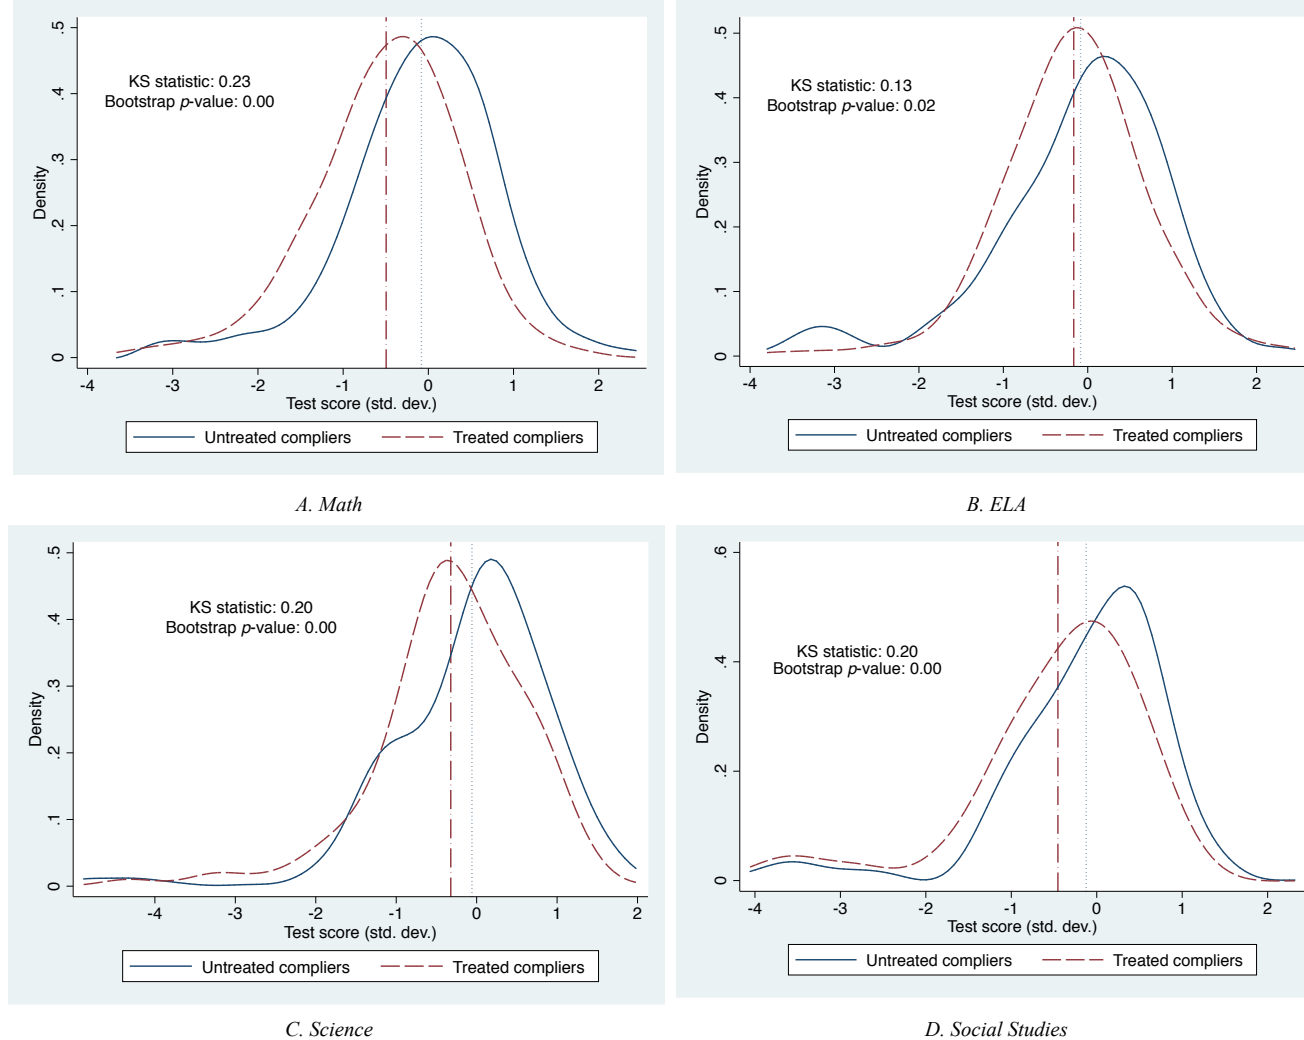 .5
.4
.3
.2
.1
0
Density
KS statistic: 0.23
Bootstrap p-value: 0.00
-4 -3 -2 -1 0 1 2
Test score (std. dev.)
Untreated compliers Treated compliers
A. Math
.5
.4
.3
.2
.1
0
Density
KS statistic: 0.13
Bootstrap p-value: 0.02
-4 -3 -2 -1 0 1 2
Test score (std. dev.)
Untreated compliers Treated compliers
B. ELA
.5
.4
.3
.2
.1
0
Density
KS statistic: 0.20
Bootstrap p-value: 0.00
-4 -3 -2 -1 0 1 2
Test score (std. dev.)
Untreated compliers Treated compliers
C. Science
.6
.4
.2
0
Density
KS statistic: 0.20
Bootstrap p-value: 0.00
-4 -3 -2 -1 0 1 2
Test score (std. dev.)
Untreated compliers Treated compliers
D. Social Studies